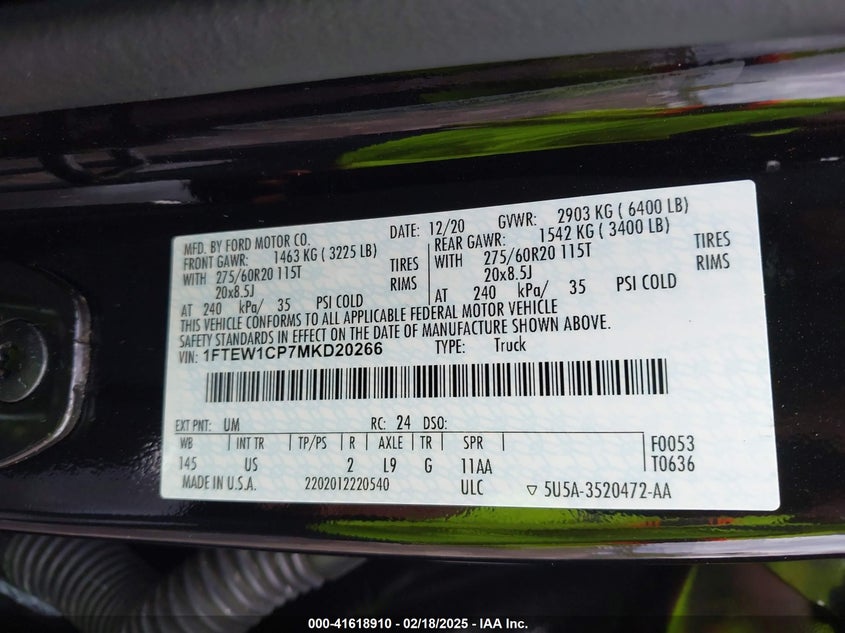 MFD. BY FORD MOTOR CO. DATE: 12/20 GVWR: 2903 KG ( 6400 LB)
FRONT GAWR: 1463 KG ( 3225 LB) REAR GAWR: 1542 KG ( 3400 LB)
WITH 275/60R20 115T TIRES WITH 275/60R20 115T TIRES
20x8.5J RIMS 20x8.5J RIMS
AT 240 kPa/ 35 PSI COLD AT 240 kPa/ 35 PSI COLD
THIS VEHICLE CONFORMS TO ALL APPLICABLE FEDERAL MOTOR VEHICLE
SAFETY STANDARDS IN EFFECT ON THE DATE OF MANUFACTURE SHOWN ABOVE.
VIN: 1FTEW1CP7MKD20266 TYPE: Truck
EXT PNT: UM RC: 24 DSO:
WB INT TR TP/PS R AXLE TR SPR F0053
145 US 2 L9 G 11AA T0636
MADE IN U.S.A. 2202012220540 ULC ▽ 5U5A-3520472-AA
000-41618910 - 02/18/2025 - IAA Inc.